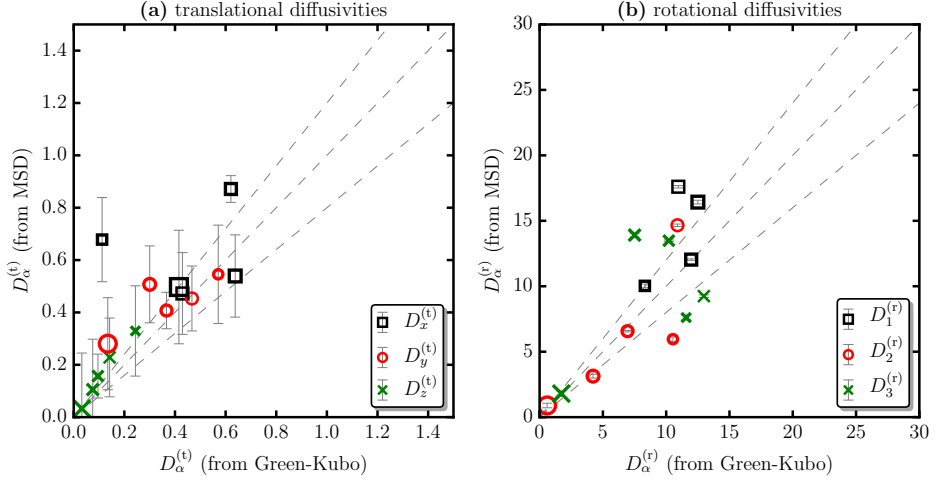 (a) translational diffusivities
1.4
1.2
1.0
0.8
0.6
0.4
0.2
0.0
0.0 0.2 0.4 0.6 0.8 1.0 1.2 1.4
D_α^(t) (from MSD)
D_α^(t) (from Green-Kubo)
D_x^(t)
D_y^(t)
D_z^(t)
(b) rotational diffusivities
30
25
20
15
10
5
0
0 5 10 15 20 25 30
D_α^(r) (from MSD)
D_α^(r) (from Green-Kubo)
D_1^(r)
D_2^(r)
D_3^(r)